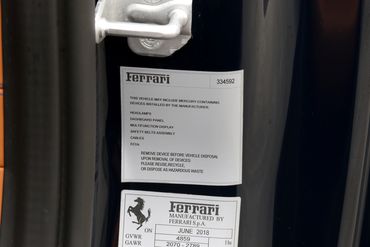 Ferrari 334592
THIS VEHICLE MAY INCLUDE MERCURY CONTAINING
DEVICES INSTALLED BY THE MANUFACTURER:
HEADLAMPS
DASHBOARD PANEL
MULTIFUNCTION DISPLAY
SAFETY BELTS ASSEMBLY
CABLES
ECUs
REMOVE DEVICE BEFORE VEHICLE DISPOSAL
UPON REMOVAL OF DEVICES
PLEASE REUSE, RECYCLE,
OR DISPOSE AS HAZARDOUS WASTE
Ferrari
MANUFACTURED BY
FERRARI S.p.A.
ON JUNE 2018
GVWR 4859 lbs
GAWR 2070 - 2789